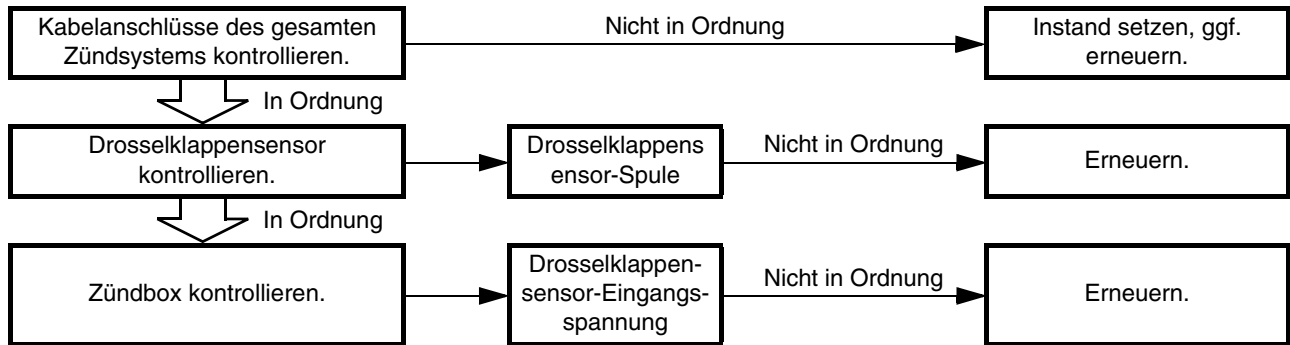 Kabelanschlüsse des gesamten
Zündsystems kontrollieren.
Nicht in Ordnung
Instand setzen, ggf.
erneuern.
In Ordnung
Drosselklappensensor
kontrollieren.
Drosselklappens
ensor-Spule
Nicht in Ordnung
Erneuern.
In Ordnung
Zündbox kontrollieren.
Drosselklappen-
sensor-Eingangs-
spannung
Nicht in Ordnung
Erneuern.